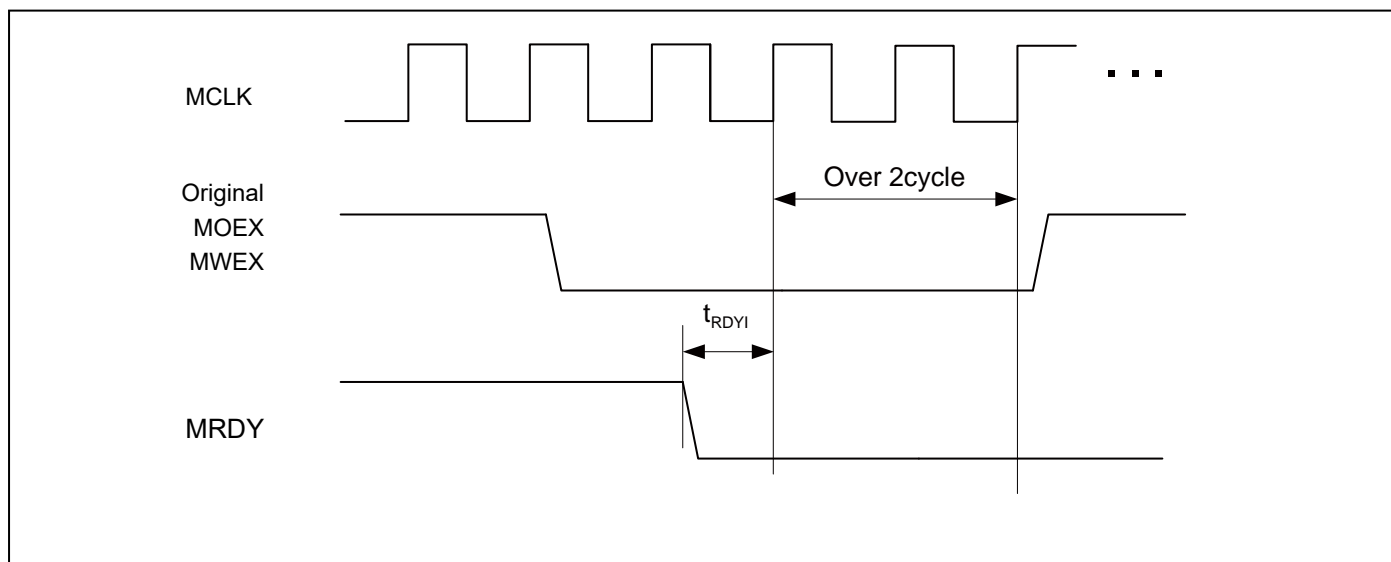 MCLK
Original
MOEX
MWEX
Over 2cycle
tRDYI
MRDY